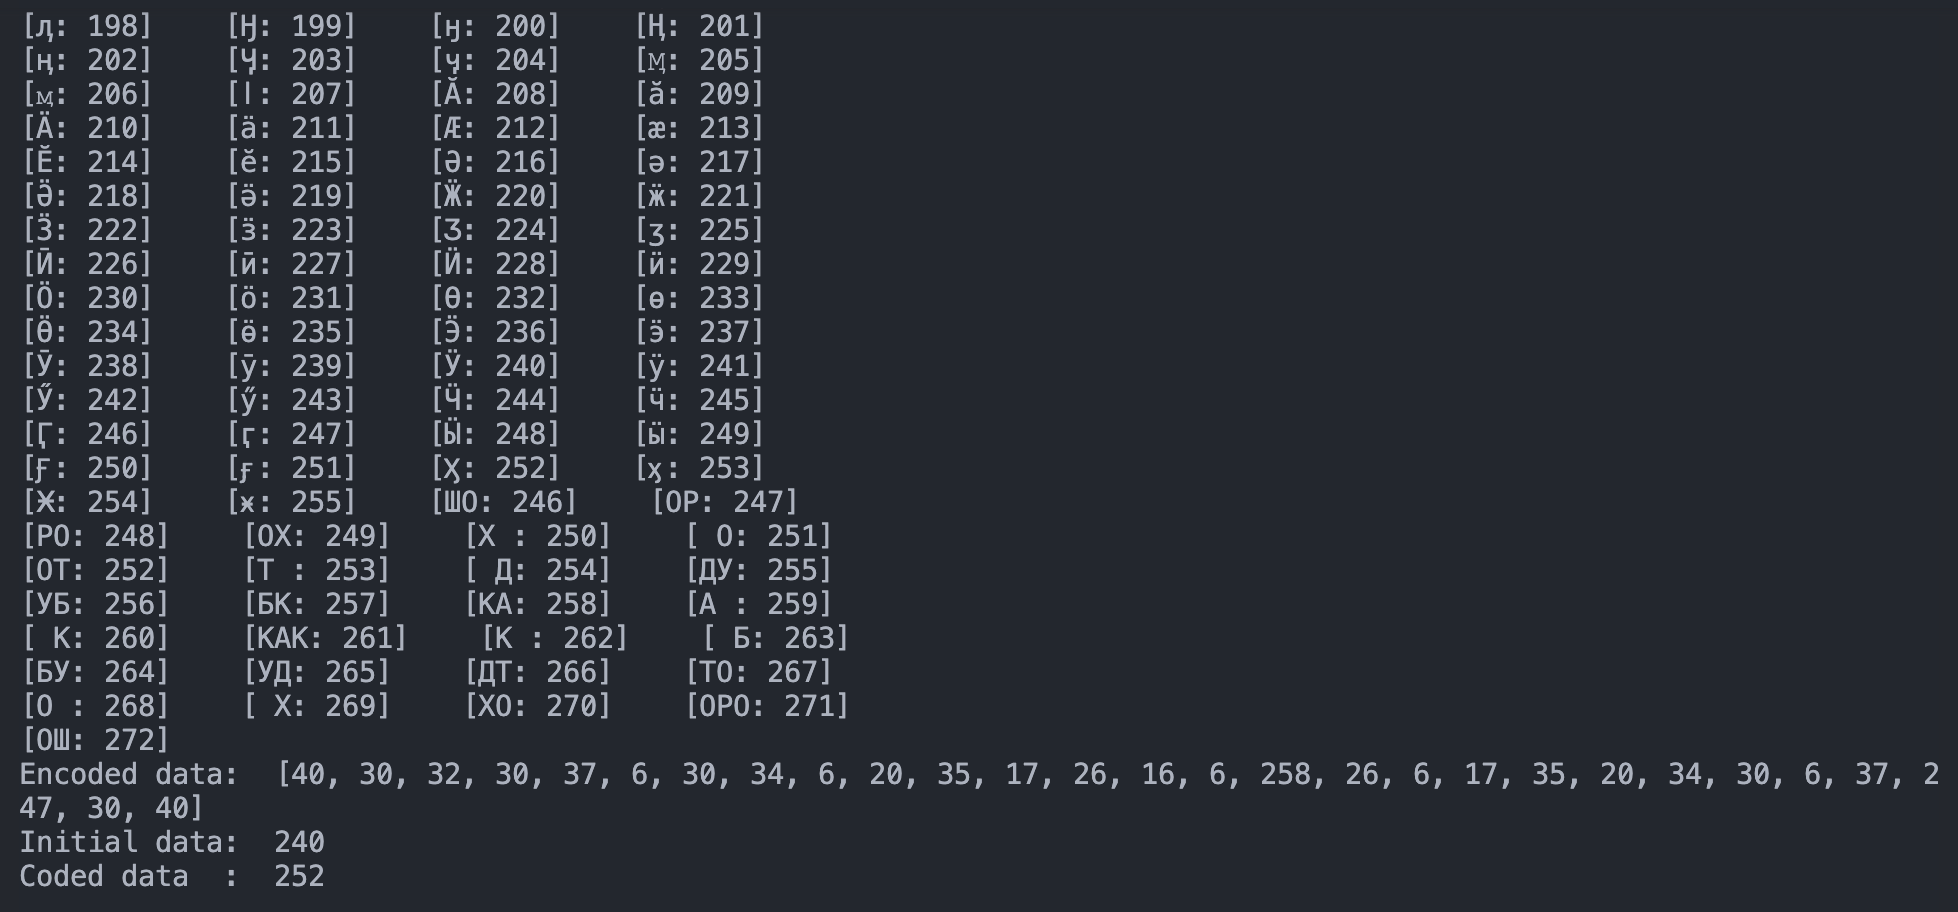 [ԯ: 198]    [Ӈ: 199]    [ӈ: 200]    [Ң: 201]
[ң: 202]    [Ҷ: 203]    [ҷ: 204]    [Ӎ: 205]
[ӎ: 206]    [Ӏ: 207]    [Ӑ: 208]    [ӑ: 209]
[Ӓ: 210]    [ӓ: 211]    [Ӕ: 212]    [ӕ: 213]
[Ӗ: 214]    [ӗ: 215]    [Ә: 216]    [ә: 217]
[Ӛ: 218]    [ӛ: 219]    [Ӝ: 220]    [ӝ: 221]
[Ӟ: 222]    [ӟ: 223]    [Ӡ: 224]    [ӡ: 225]
[Ӣ: 226]    [ӣ: 227]    [Ӥ: 228]    [ӥ: 229]
[Ӧ: 230]    [ӧ: 231]    [Ө: 232]    [ө: 233]
[Ӫ: 234]    [ӫ: 235]    [Ӭ: 236]    [ӭ: 237]
[Ӯ: 238]    [ӯ: 239]    [Ӱ: 240]    [ӱ: 241]
[Ӳ: 242]    [ӳ: 243]    [Ӵ: 244]    [ӵ: 245]
[Ӷ: 246]    [ӷ: 247]    [Ӹ: 248]    [ӹ: 249]
[Ӻ: 250]    [ӻ: 251]    [Ӽ: 252]    [ӽ: 253]
[Ӿ: 254]    [ӿ: 255]    [ШО: 246]    [ОР: 247]
[РО: 248]    [ОХ: 249]    [Х : 250]    [ О: 251]
[ОТ: 252]    [Т : 253]    [ Д: 254]    [ДУ: 255]
[УБ: 256]    [БК: 257]    [КА: 258]    [А : 259]
[ К: 260]    [КАК: 261]    [К : 262]    [ Б: 263]
[БУ: 264]    [УД: 265]    [ДТ: 266]    [ТО: 267]
[О : 268]    [ Х: 269]    [ХО: 270]    [ОРО: 271]
[ОШ: 272]
Encoded data:  [40, 30, 32, 30, 37, 6, 30, 34, 6, 20, 35, 17, 26, 16, 6, 258, 26, 6, 17, 35, 20, 34, 30, 6, 37, 2
47, 30, 40]
Initial data:  240
Coded data  :  252